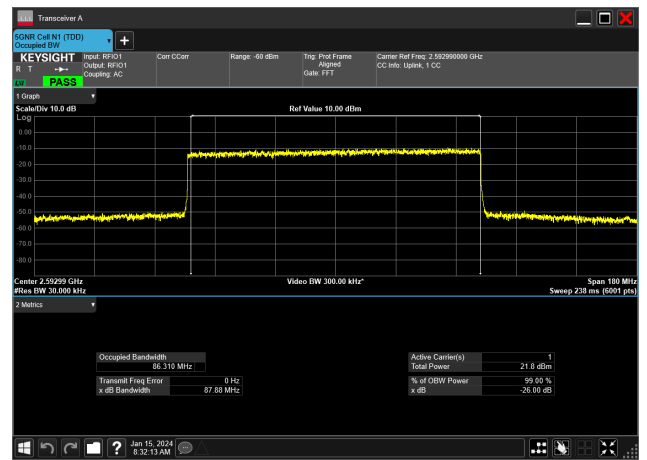 Transceiver A
5GNR Cell N1 (TDD)
Occupied BW
KEYSIGHT
R T
LVI
PASS
Input: RFIO1
Output: RFIO1
Coupling: AC
Corr CCorr
Range: -60 dBm
Trig: Prot Frame
Aligned
Gate: FFT
Carrier Ref Freq: 2.592990000 GHz
CC Info: Uplink, 1 CC
1 Graph
Scale/Div 10.0 dB
Ref Value 10.00 dBm
Log
0.00
-10.0
-20.0
-30.0
-40.0
-50.0
-60.0
-70.0
-80.0
Center 2.59299 GHz
Video BW 300.00 kHz*
Span 180 MHz
#Res BW 30.000 kHz
Sweep 238 ms (6001 pts)
2 Metrics
Occupied Bandwidth
86.310 MHz
Transmit Freq Error 0 Hz
x dB Bandwidth 87.88 MHz
Active Carrier(s) 1
Total Power 21.8 dBm
% of OBW Power 99.00 %
x dB -26.00 dB
Jan 15, 2024
8:32:13 AM